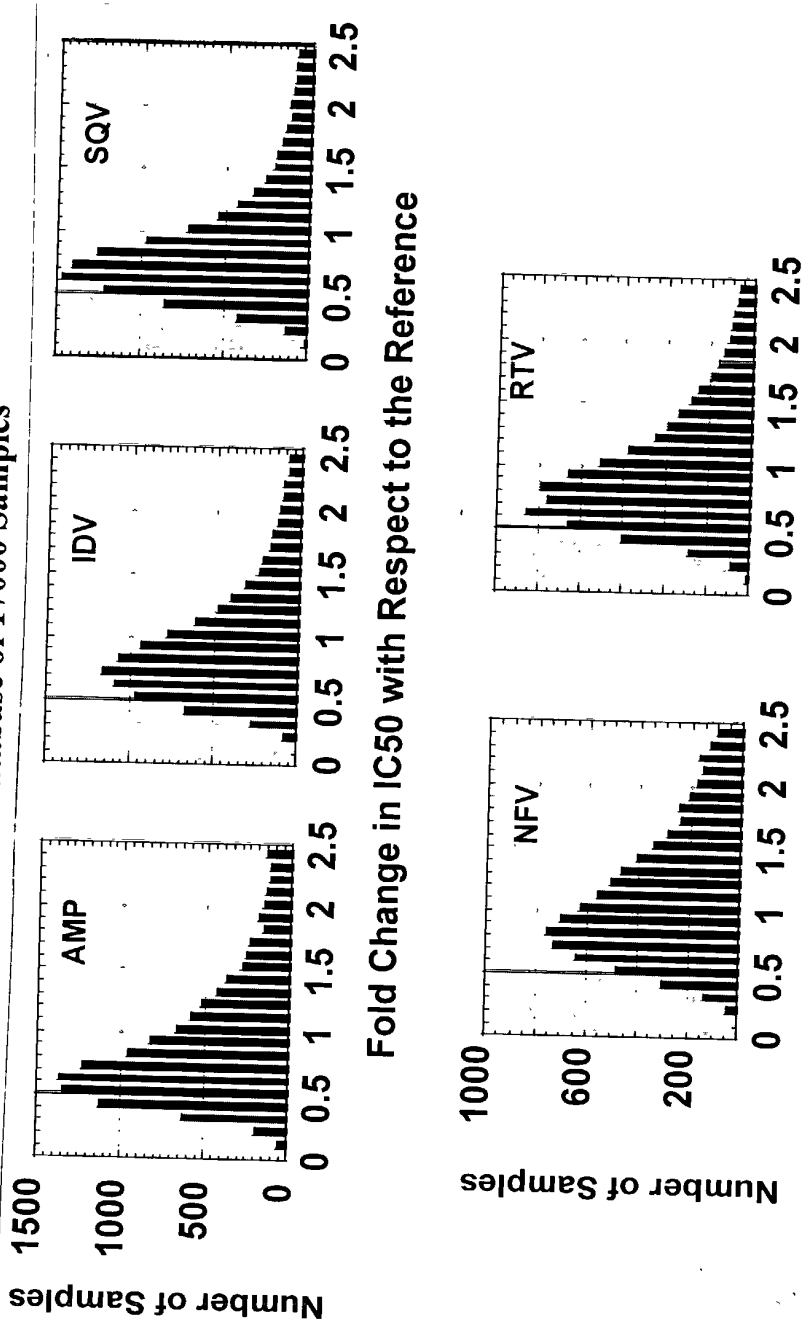 of 17000 Samples
Number of Samples
1500
1000
500
0
AMP
0 0.5 1 1.5 2 2.5
IDV
0 0.5 1 1.5 2 2.5
SQV
0 0.5 1 1.5 2 2.5
Fold Change in IC50 with Respect to the Reference
Number of Samples
1000
600
200
NFV
0 0.5 1 1.5 2 2.5
RTV
0 0.5 1 1.5 2 2.5